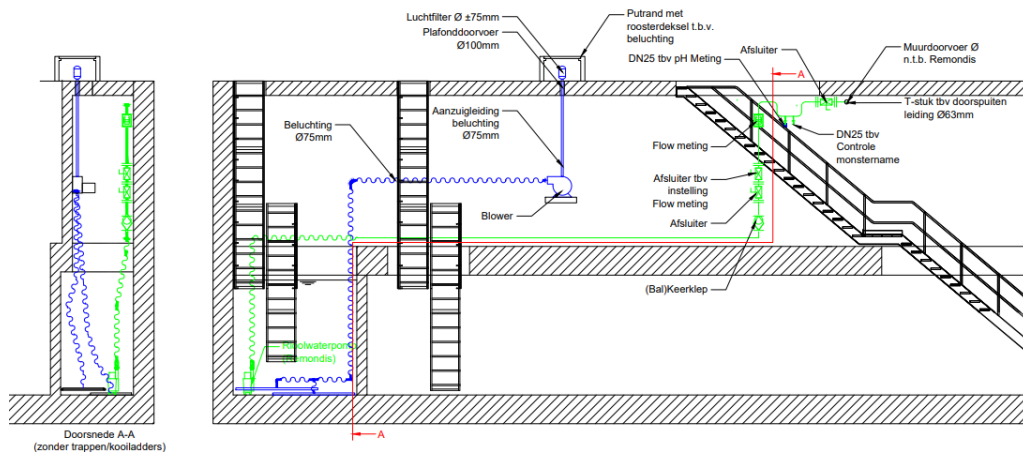 Luchtfilter Ø ±75mm
Plafonddoorvoer
Ø100mm
Putrand met
roosterdeksel t.b.v.
beluchting
Afsluiter
DN25 tbv pH Meting
Muurdoorvoer Ø
n.t.b. Remondis
A
T-stuk tbv doorspuiten
leiding Ø63mm
Aanzuigleiding
beluchting
Ø75mm
Beluchting
Ø75mm
Flow meting
DN25 tbv
Controle
monstername
Afsluiter tbv
instelling
Flow meting
Blower
Afsluiter
(Bal)Keerklep
Rioolwaterpomp
(Remondis)
A
Doorsnede A-A
(zonder trappen/kooiladders)